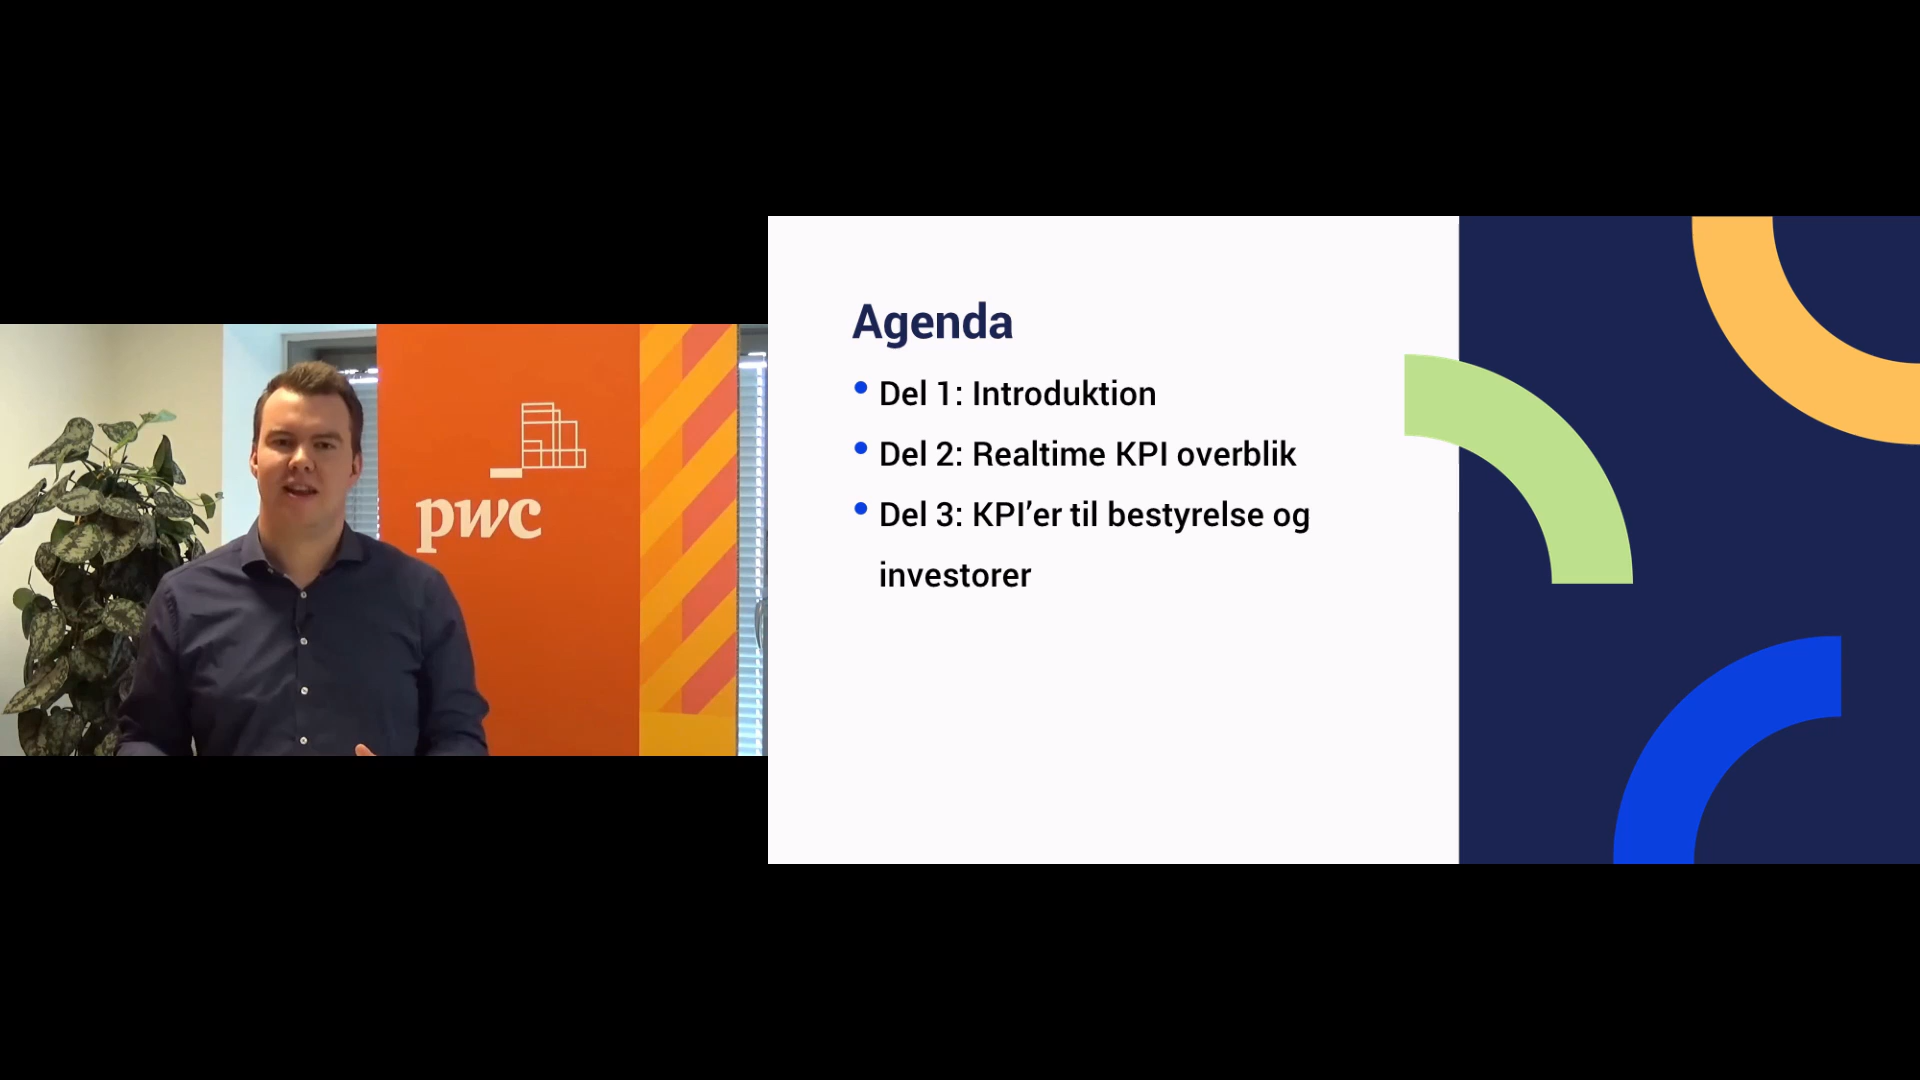 pwc
Agenda
• Del 1: Introduktion
• Del 2: Realtime KPI overblik
• Del 3: KPI’er til bestyrelse og
investorer